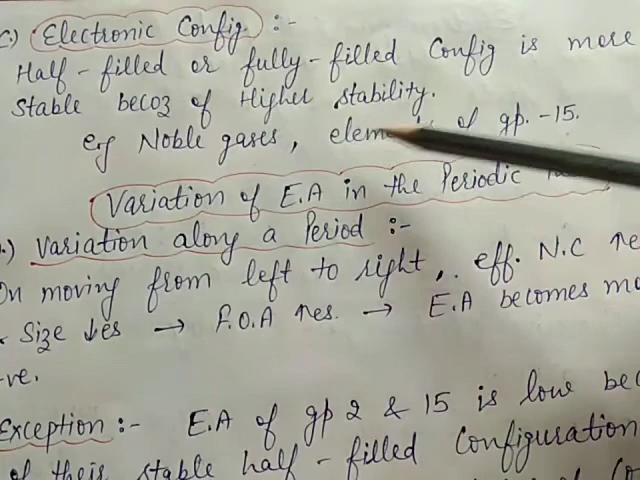 C.) Electronic Config. :-
Half-filled or fully-filled Config is more
stable becoz of Higher stability.
eg Noble gases, of gp.-15.
Variation of E.A in the Periodic
.) Variation along a Period :-
On moving from left to right, eff. N.C ↑es
Size ↓es → F.O.A ↑es. → E.A becomes
-ve.
Exception :- E.A of gp 2 & 15 is low
of their stable half-filled Configuration